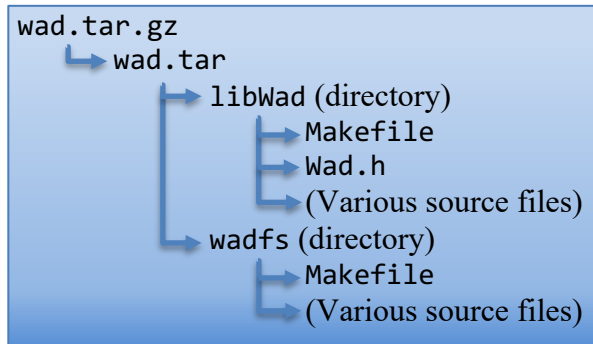 wad.tar.gz
wad.tar
libWad (directory)
Makefile
Wad.h
(Various source files)
wadfs (directory)
Makefile
(Various source files)